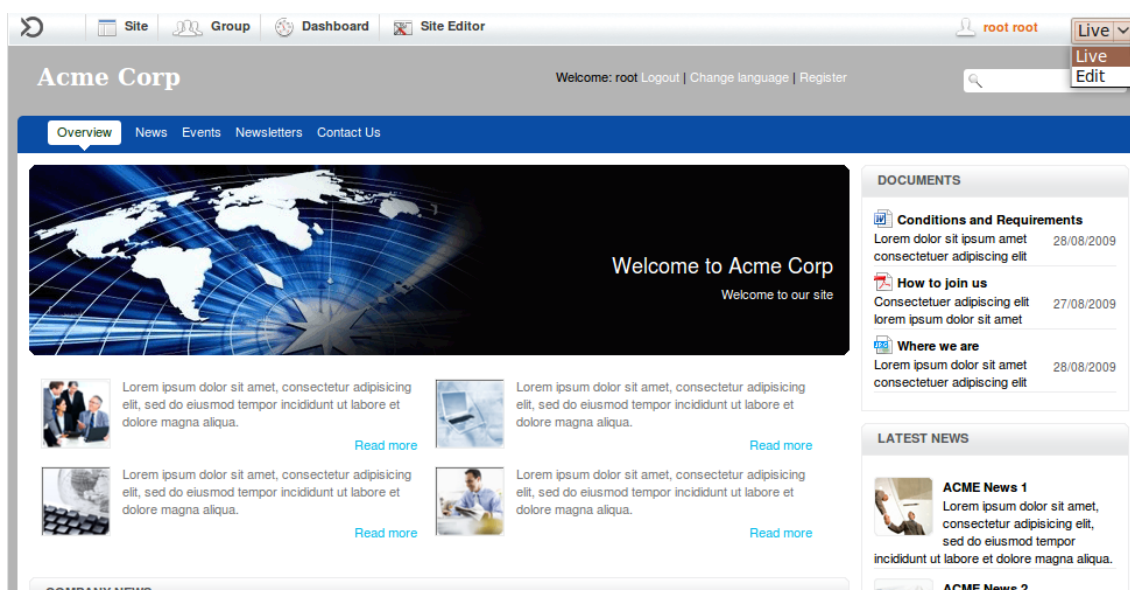 Site Group Dashboard Site Editor root root Live
Live
Edit
Acme Corp
Welcome: root Logout | Change language | Register
Overview News Events Newsletters Contact Us
Welcome to Acme Corp
Welcome to our site
Lorem ipsum dolor sit amet, consectetur adipisicing
elit, sed do eiusmod tempor incididunt ut labore et
dolore magna aliqua.
Read more
Lorem ipsum dolor sit amet, consectetur adipisicing
elit, sed do eiusmod tempor incididunt ut labore et
dolore magna aliqua.
Read more
Lorem ipsum dolor sit amet, consectetur adipisicing
elit, sed do eiusmod tempor incididunt ut labore et
dolore magna aliqua.
Read more
Lorem ipsum dolor sit amet, consectetur adipisicing
elit, sed do eiusmod tempor incididunt ut labore et
dolore magna aliqua.
Read more
COMPANY NEWS
DOCUMENTS
Conditions and Requirements
Lorem dolor sit ipsum amet 28/08/2009
consectetuer adipiscing elit
How to join us
Consectetuer adipiscing elit 27/08/2009
lorem ipsum dolor sit amet
Where we are
Lorem ipsum dolor sit amet 28/08/2009
consectetuer adipiscing elit
LATEST NEWS
ACME News 1
Lorem ipsum dolor sit amet,
consectetur adipisicing elit,
sed do eiusmod tempor
incididunt ut labore et dolore magna aliqua.
ACME News 2